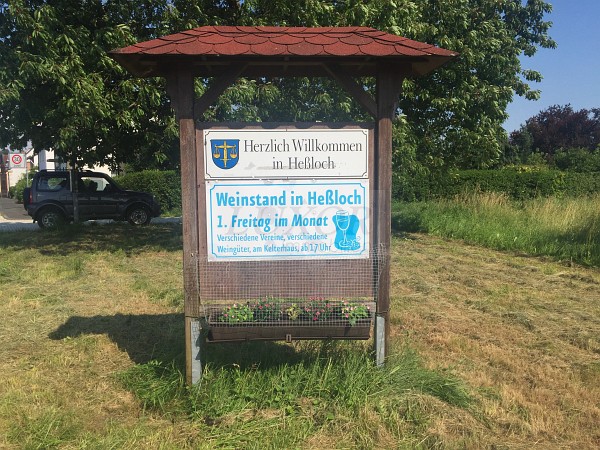 Herzlich Willkommen
in Heßloch
Weinstand in Heßloch
1. Freitag im Monat
Verschiedene Vereine, verschiedene
Weingüter, am Kelterhaus, ab 17 Uhr